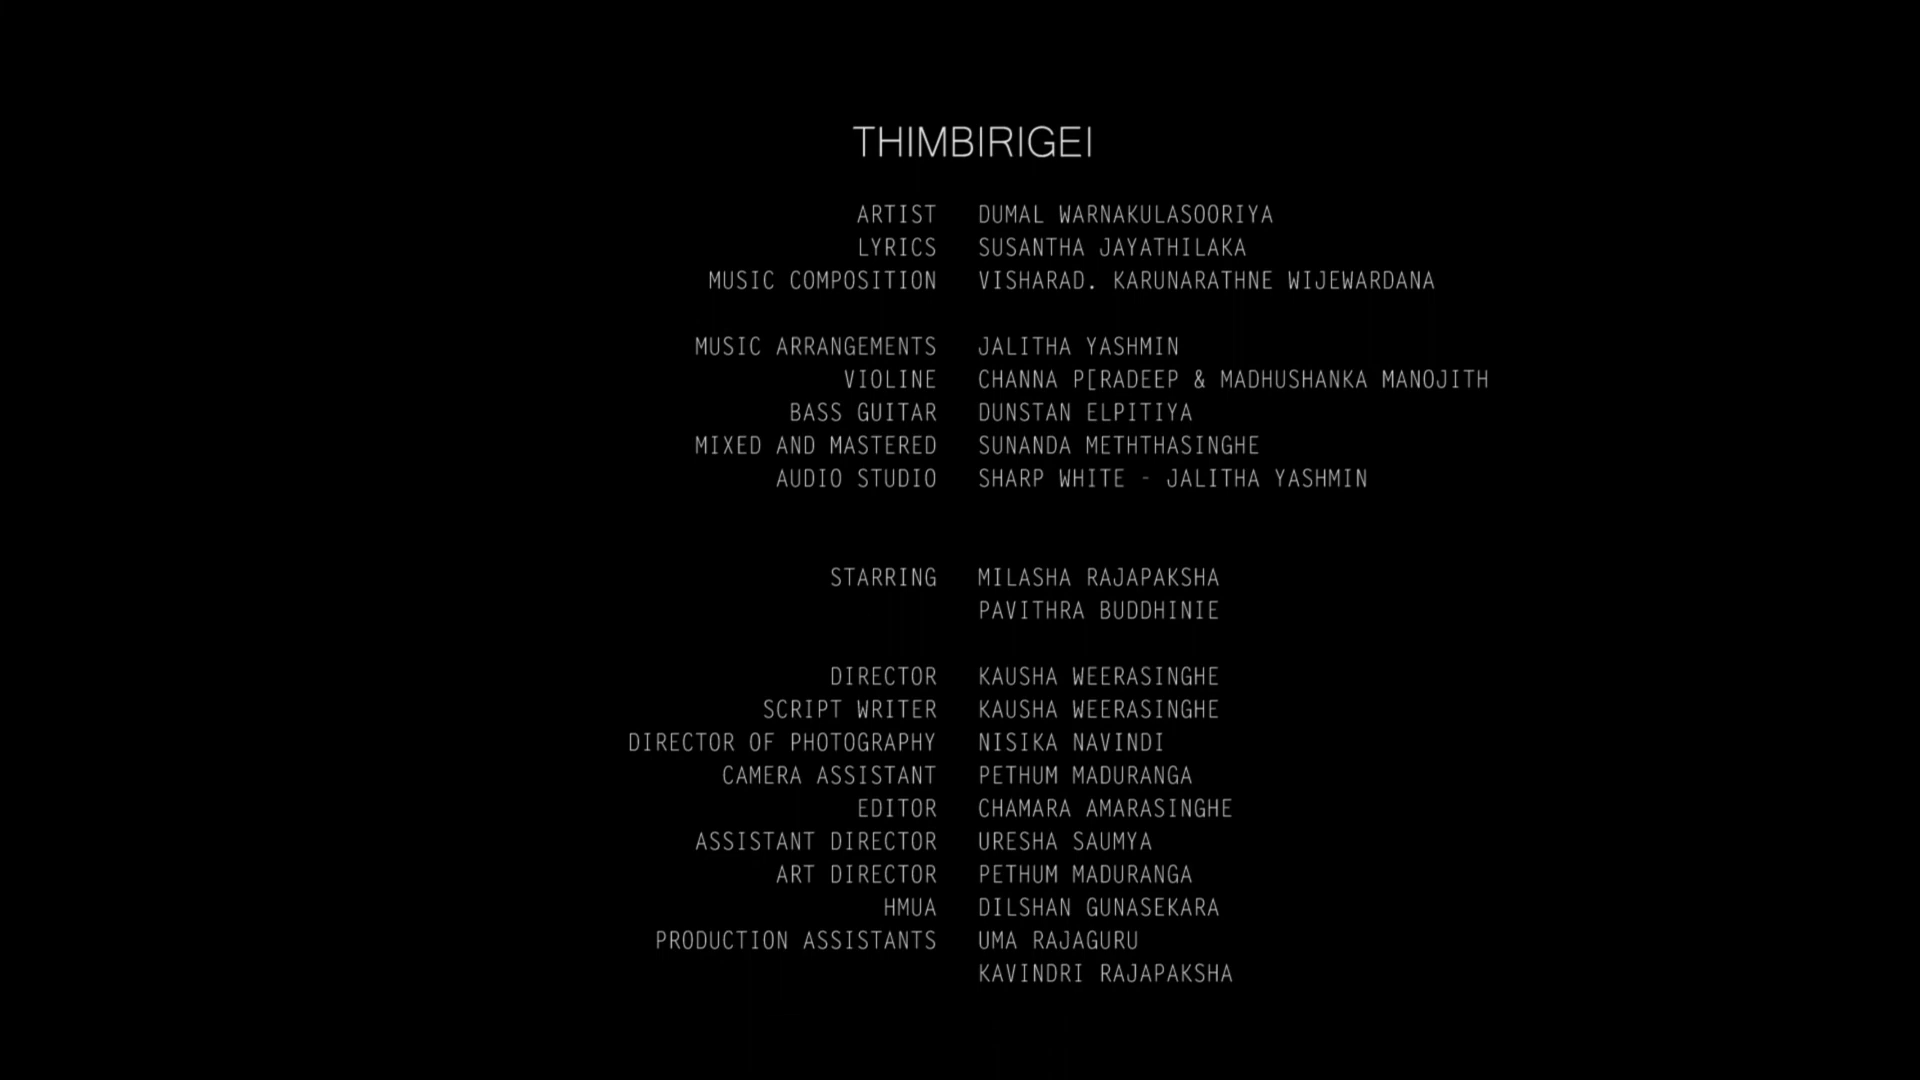 THIMBIRIGEI
ARTIST DUMAL WARNAKULASOORIYA
LYRICS SUSANTHA JAYATHILAKA
MUSIC COMPOSITION VISHARAD. KARUNARATHNE WIJEWARDANA
MUSIC ARRANGEMENTS JALITHA YASHMIN
VIOLINE CHANNA P[RADEEP & MADHUSHANKA MANOJITH
BASS GUITAR DUNSTAN ELPITIYA
MIXED AND MASTERED SUNANDA METHTHASINGHE
AUDIO STUDIO SHARP WHITE - JALITHA YASHMIN
STARRING MILASHA RAJAPAKSHA
PAVITHRA BUDDHINIE
DIRECTOR KAUSHA WEERASINGHE
SCRIPT WRITER KAUSHA WEERASINGHE
DIRECTOR OF PHOTOGRAPHY NISIKA NAVINDI
CAMERA ASSISTANT PETHUM MADURANGA
EDITOR CHAMARA AMARASINGHE
ASSISTANT DIRECTOR URESHA SAUMYA
ART DIRECTOR PETHUM MADURANGA
HMUA DILSHAN GUNASEKARA
PRODUCTION ASSISTANTS UMA RAJAGURU
KAVINDRI RAJAPAKSHA